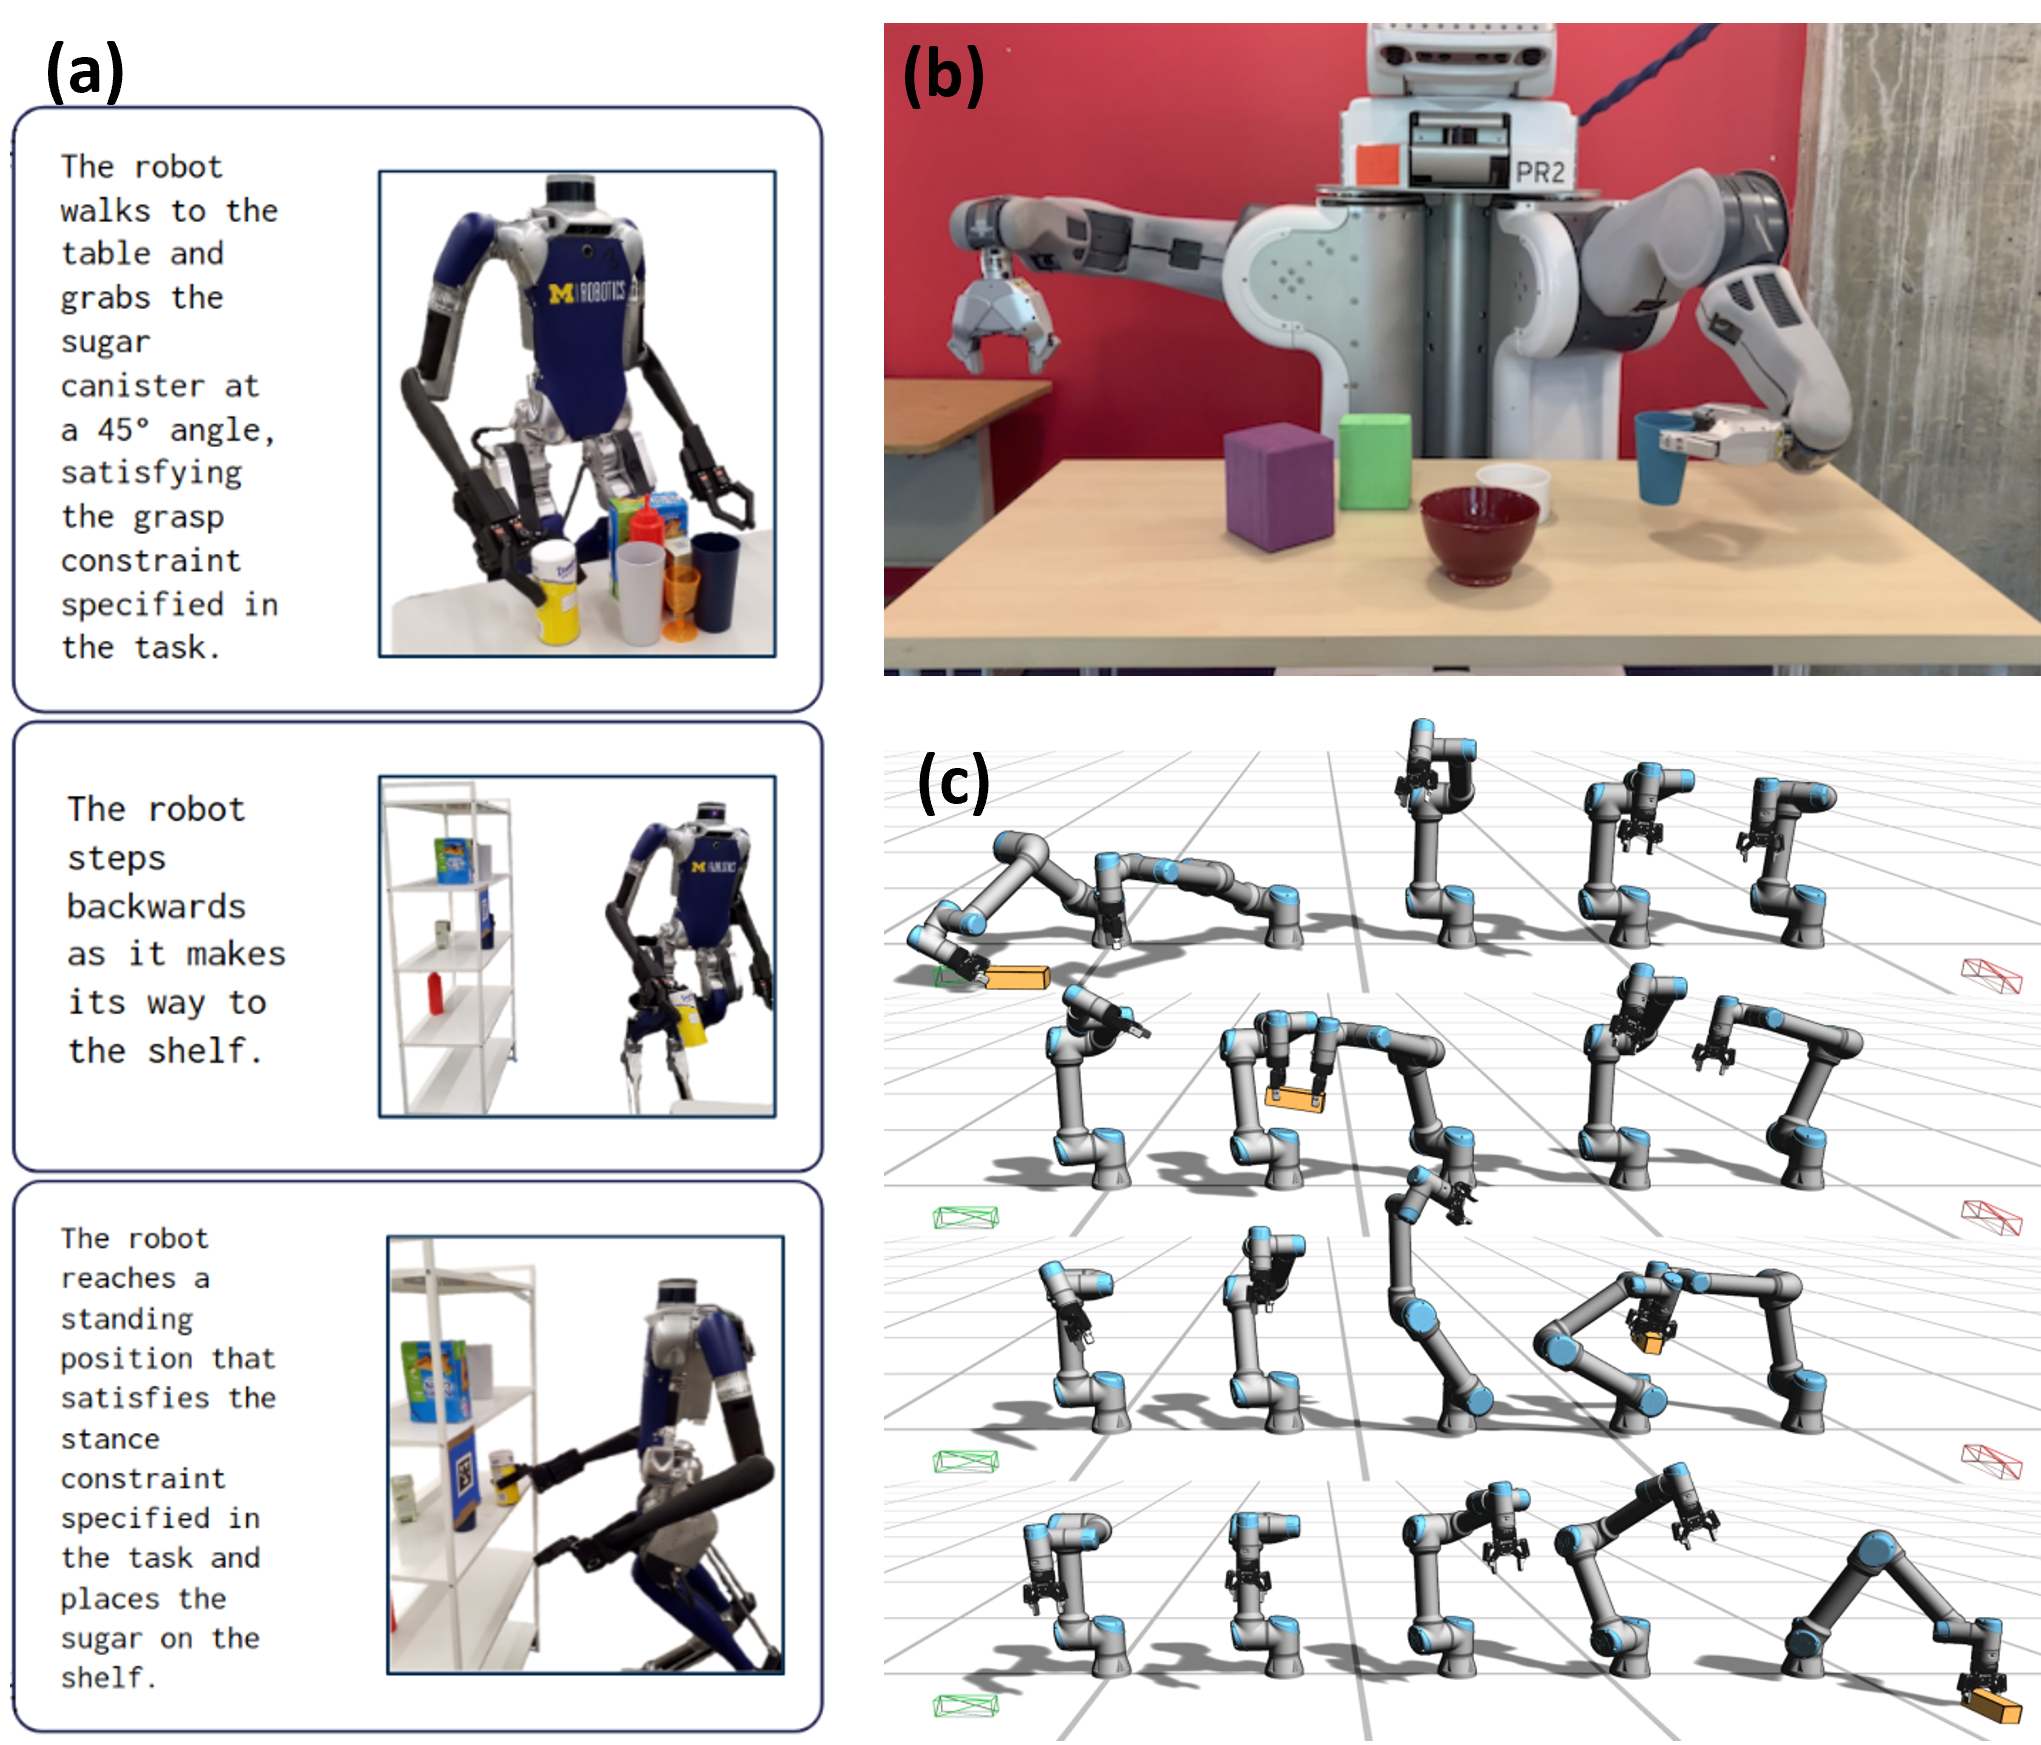 (a)
The robot
walks to the
table and
grabs the
sugar
canister at
a 45° angle,
satisfying
the grasp
constraint
specified in
the task.
M ROBOTICS
The robot
steps
backwards
as it makes
its way to
the shelf.
M ROBOTICS
The robot
reaches a
standing
position that
satisfies the
stance
constraint
specified in
the task and
places the
sugar on the
shelf.
(b)
PR2
(c)